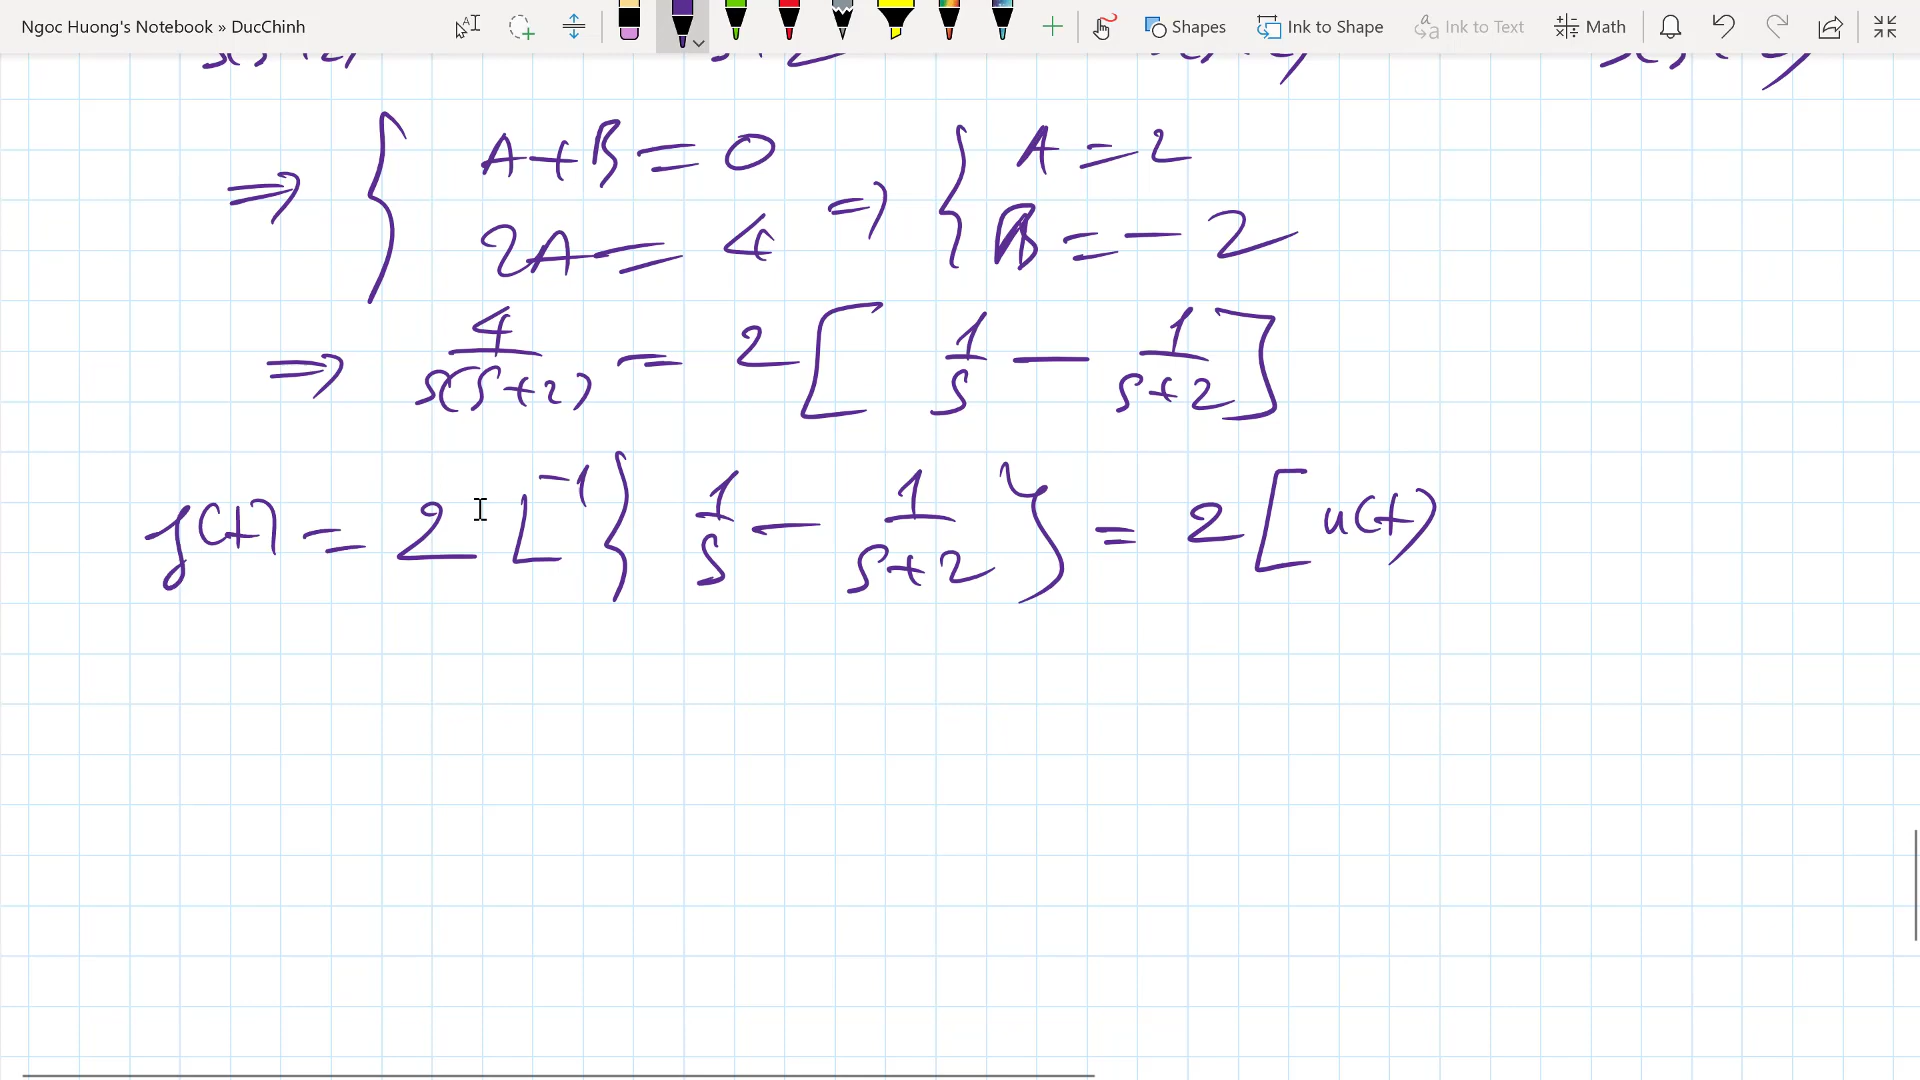 Ngoc Huong's Notebook » DucChinh Shapes Ink to Shape Ink to Text Math
⇒ { A+B = 0 ⇒ { A = 2
2A = 4 B = - 2
⇒ 4/(s(s+2)) = 2 [ 1/s - 1/(s+2) ]
y(t) = 2 L^-1 { 1/s - 1/(s+2) } = 2 [ u(t)